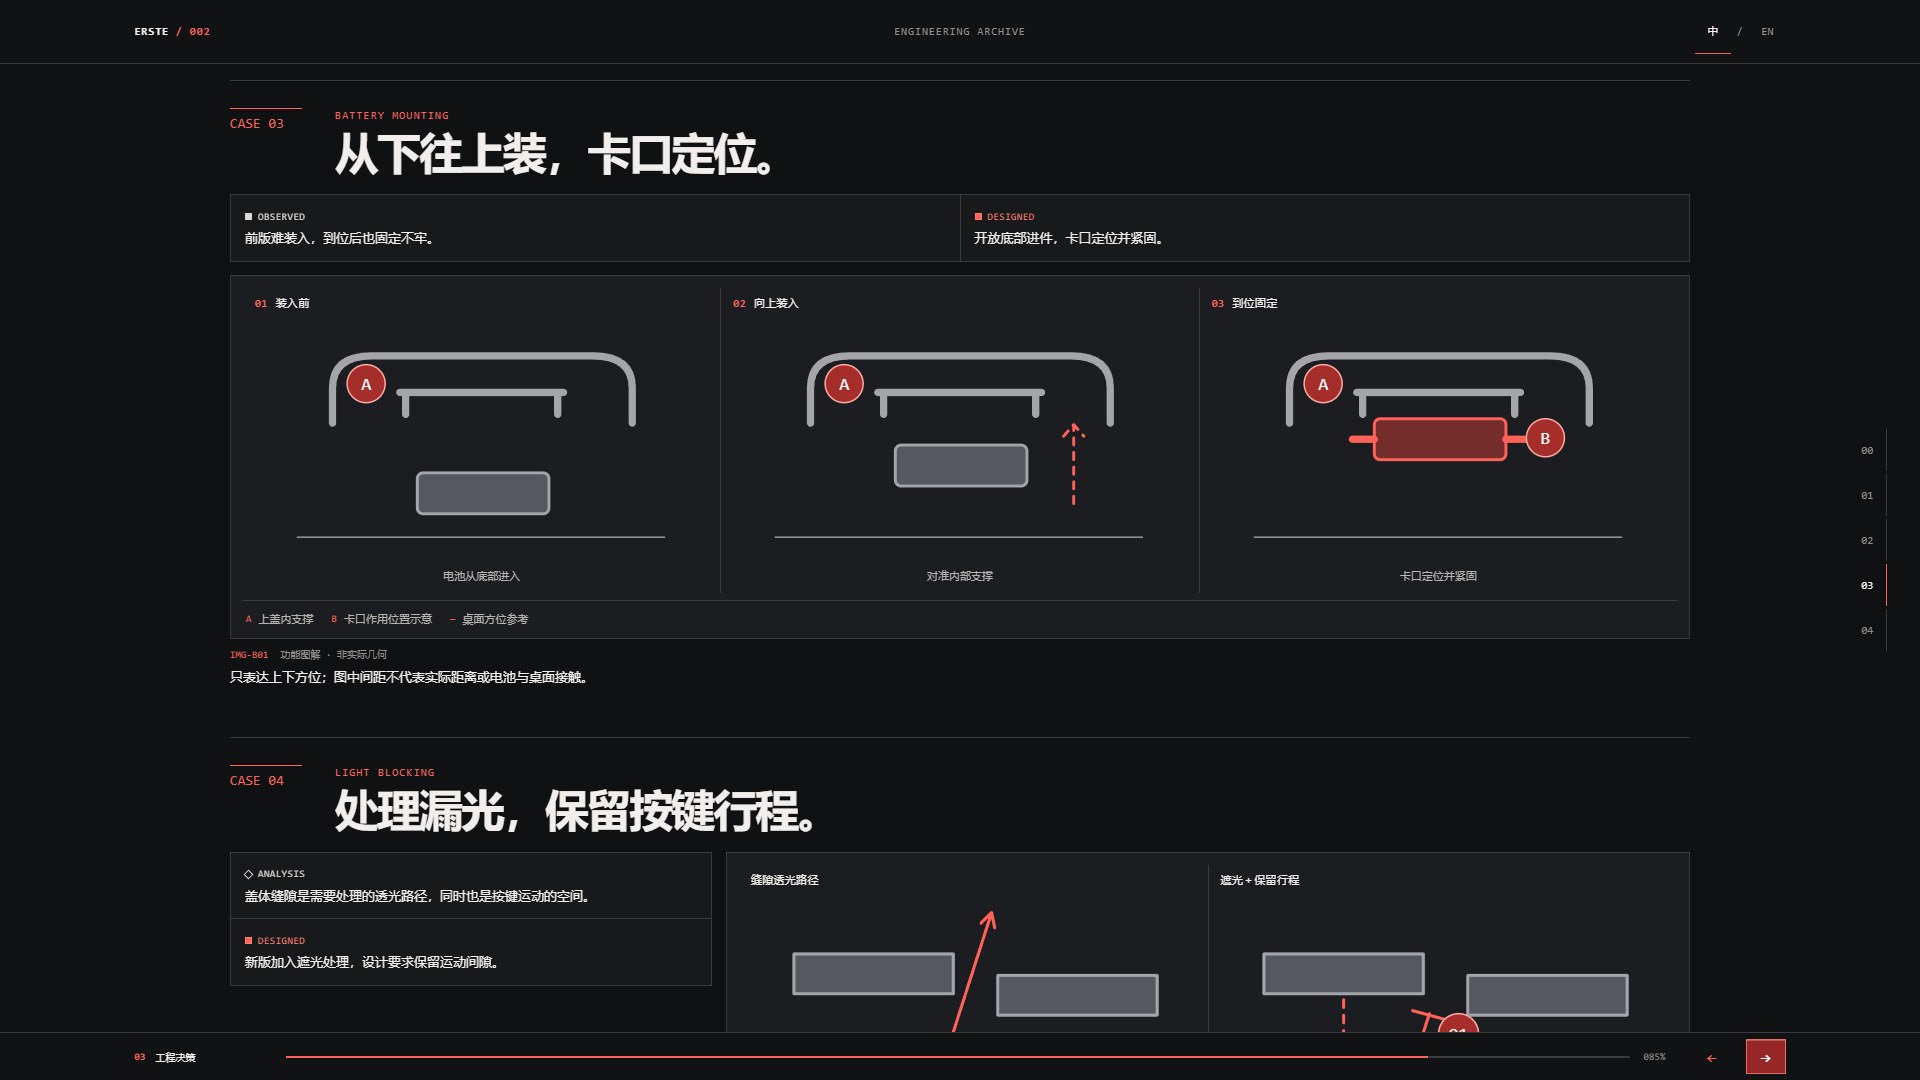 ERSTE / 002
ENGINEERING ARCHIVE
中 / EN
CASE 03
BATTERY MOUNTING
从下往上装，卡口定位。
OBSERVED
前版难装入，到位后也固定不牢。
DESIGNED
开放底部进件，卡口定位并紧固。
01 装入前
A
电池从底部进入
02 向上装入
A
对准内部支撑
03 到位固定
A
B
卡口定位并紧固
A 上盖内支撑 B 卡口作用位置示意 — 桌面方位参考
IMG-B01 功能图解 · 非实际几何
只表达上下方位；图中间距不代表实际距离或电池与桌面接触。
CASE 04
LIGHT BLOCKING
处理漏光，保留按键行程。
ANALYSIS
盖体缝隙是需要处理的透光路径，同时也是按键运动的空间。
DESIGNED
新版加入遮光处理，设计要求保留运动间隙。
缝隙透光路径
遮光 + 保留行程
00
01
02
03
04
03 工程决策
085%
← →